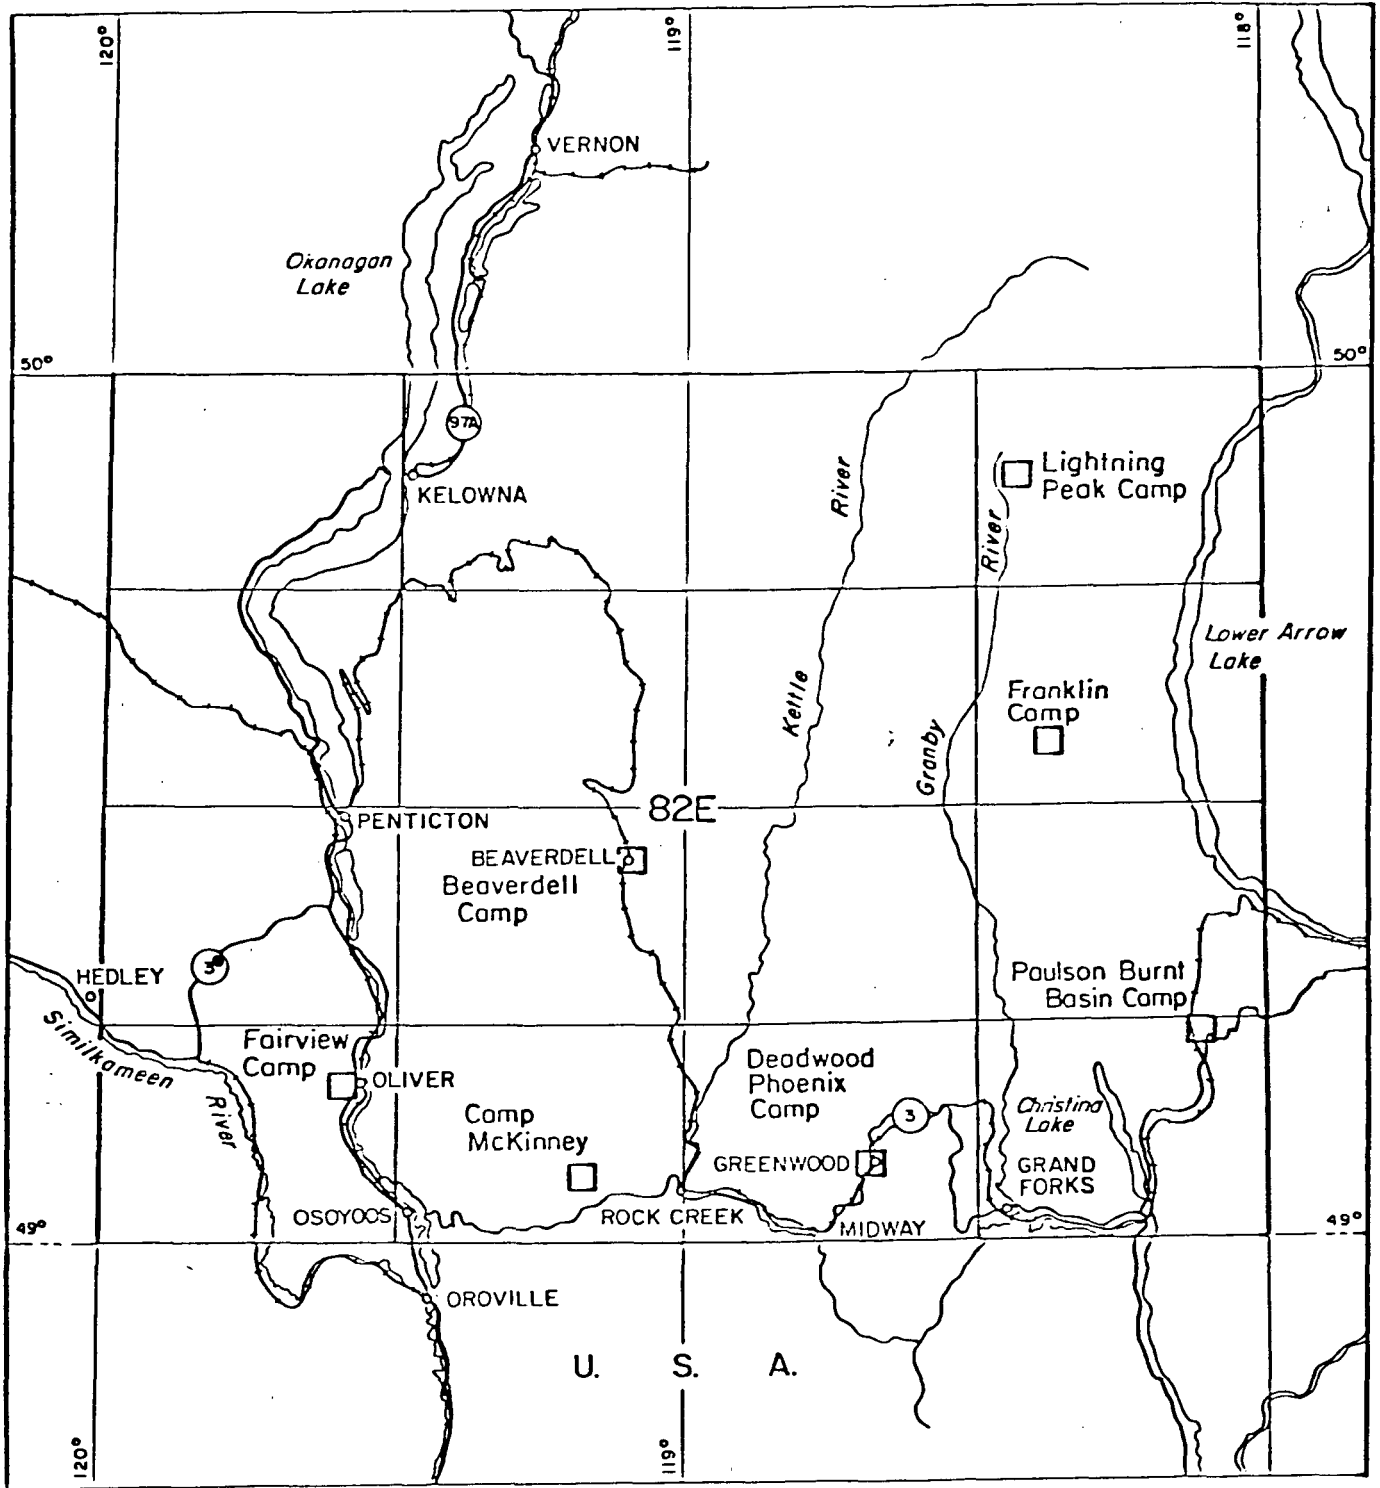 120°
119°
118°
VERNON
Okanagan
Lake
50°
50°
97A
KELOWNA
River
Lightning
Peak Camp
River
Lower Arrow
Lake
Kettle
Franklin
Camp
Granby
82E
PENTICTON
BEAVERDELL
Beaverdell
Camp
HEDLEY
3
Paulson Burnt
Basin Camp
Similkameen
River
Fairview
Camp
OLIVER
Deadwood
Phoenix
Camp
Camp
McKinney
3
Christina
Lake
GREENWOOD
GRAND
FORKS
OSOYOOS
ROCK CREEK
MIDWAY
49°
49°
OROVILLE
U. S. A.
120°
119°